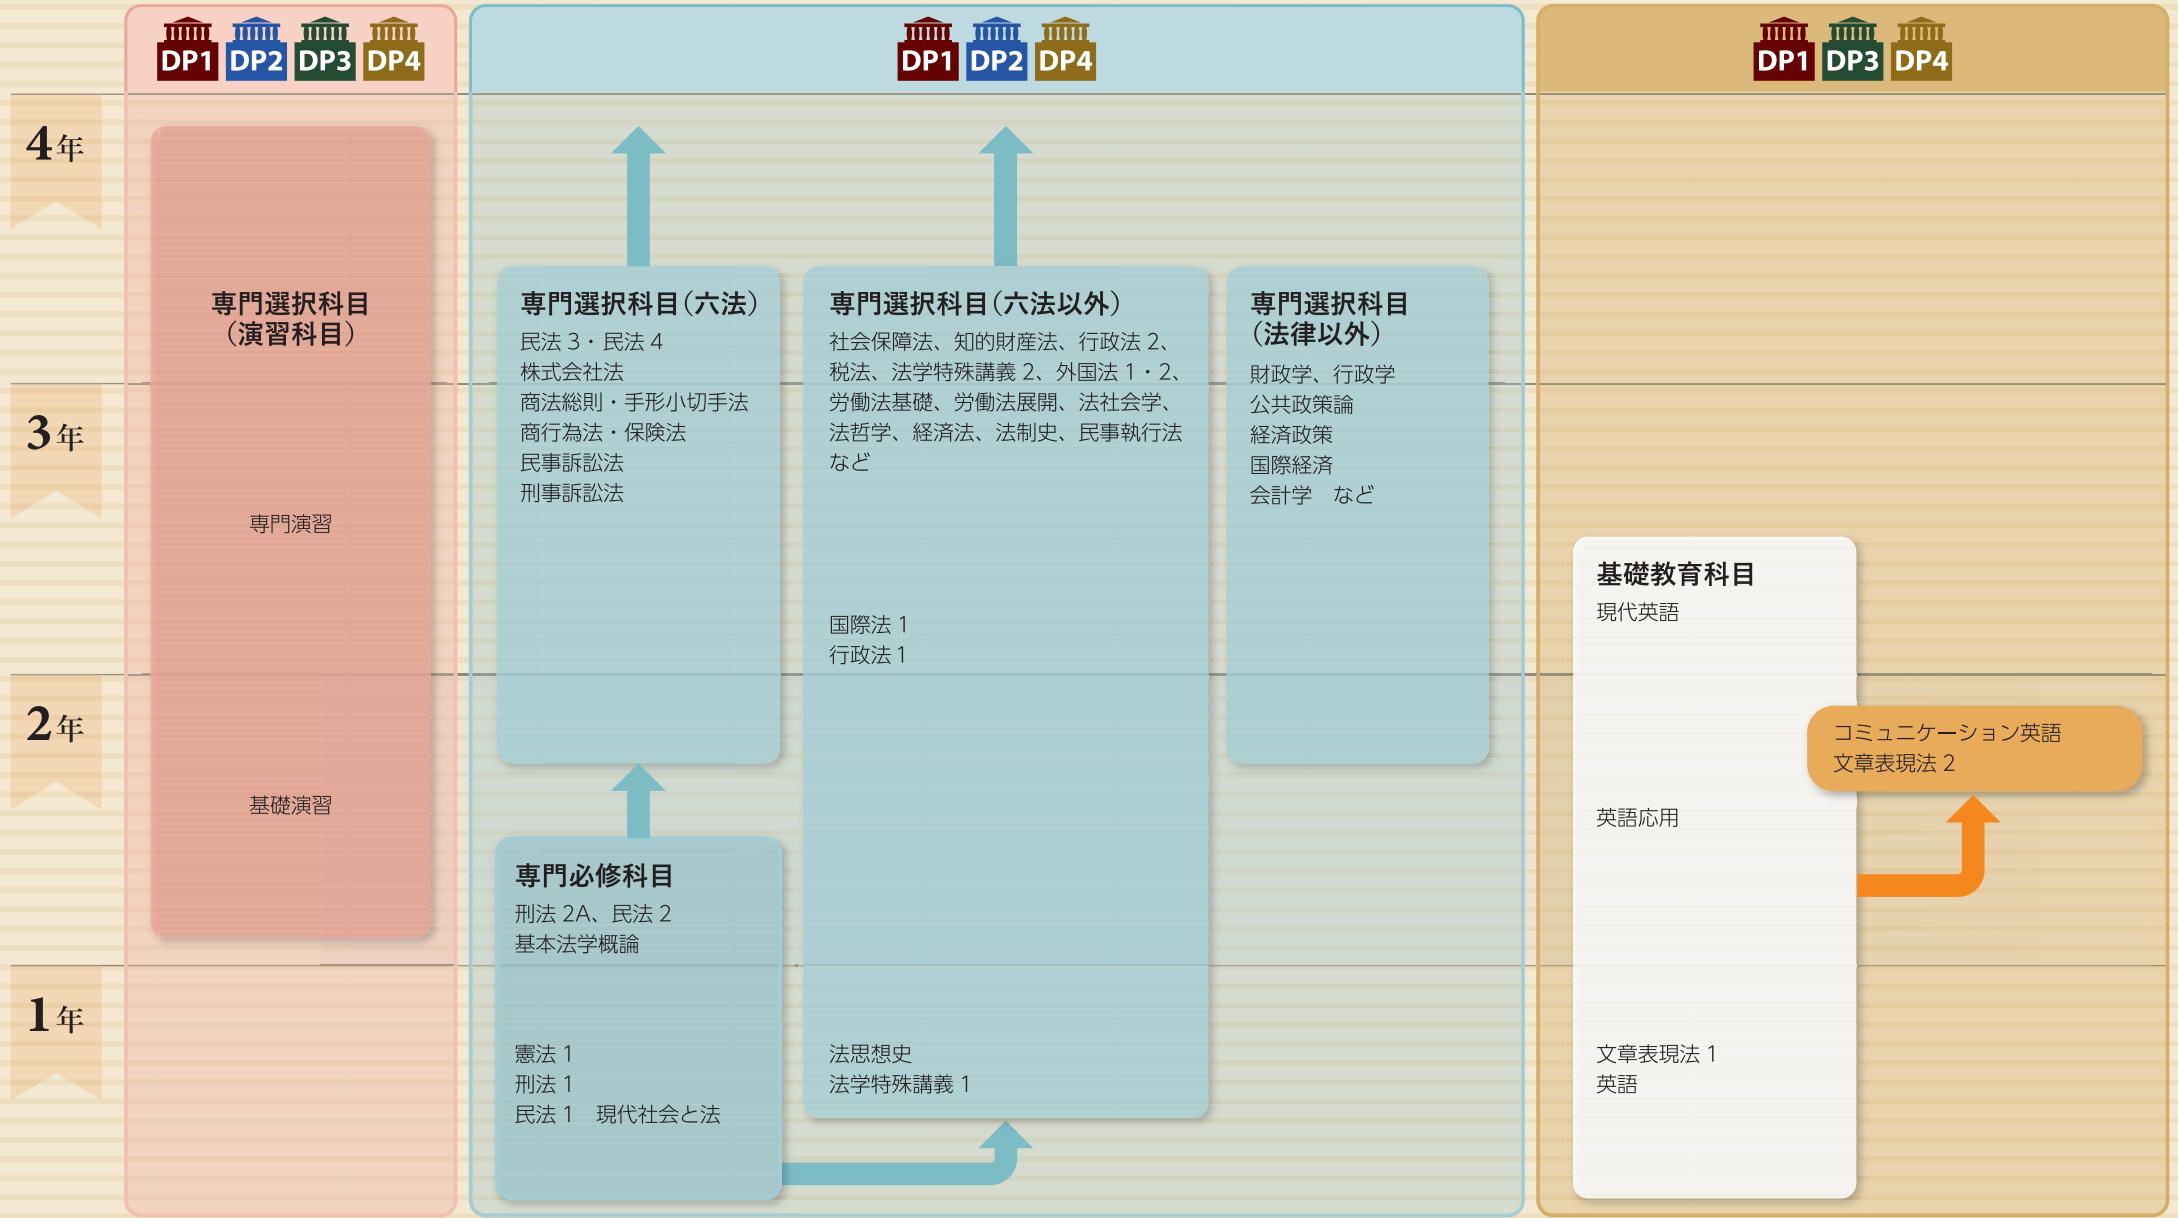 DP1 DP2 DP3 DP4
DP1 DP2 DP4
DP1 DP3 DP4
4年
3年
2年
1年
専門選択科目
（演習科目）
専門演習
基礎演習
専門選択科目（六法）
民法 3・民法 4
株式会社法
商法総則・手形小切手法
商行為法・保険法
民事訴訟法
刑事訴訟法
専門必修科目
刑法 2A、民法 2
基本法学概論
憲法 1
刑法 1
民法 1　現代社会と法
専門選択科目（六法以外）
社会保障法、知的財産法、行政法 2、
税法、法学特殊講義 2、外国法 1・2、
労働法基礎、労働法展開、法社会学、
法哲学、経済法、法制史、民事執行法
など
国際法 1
行政法 1
法思想史
法学特殊講義 1
専門選択科目
（法律以外）
財政学、行政学
公共政策論
経済政策
国際経済
会計学　など
基礎教育科目
現代英語
英語応用
文章表現法 1
英語
コミュニケーション英語
文章表現法 2